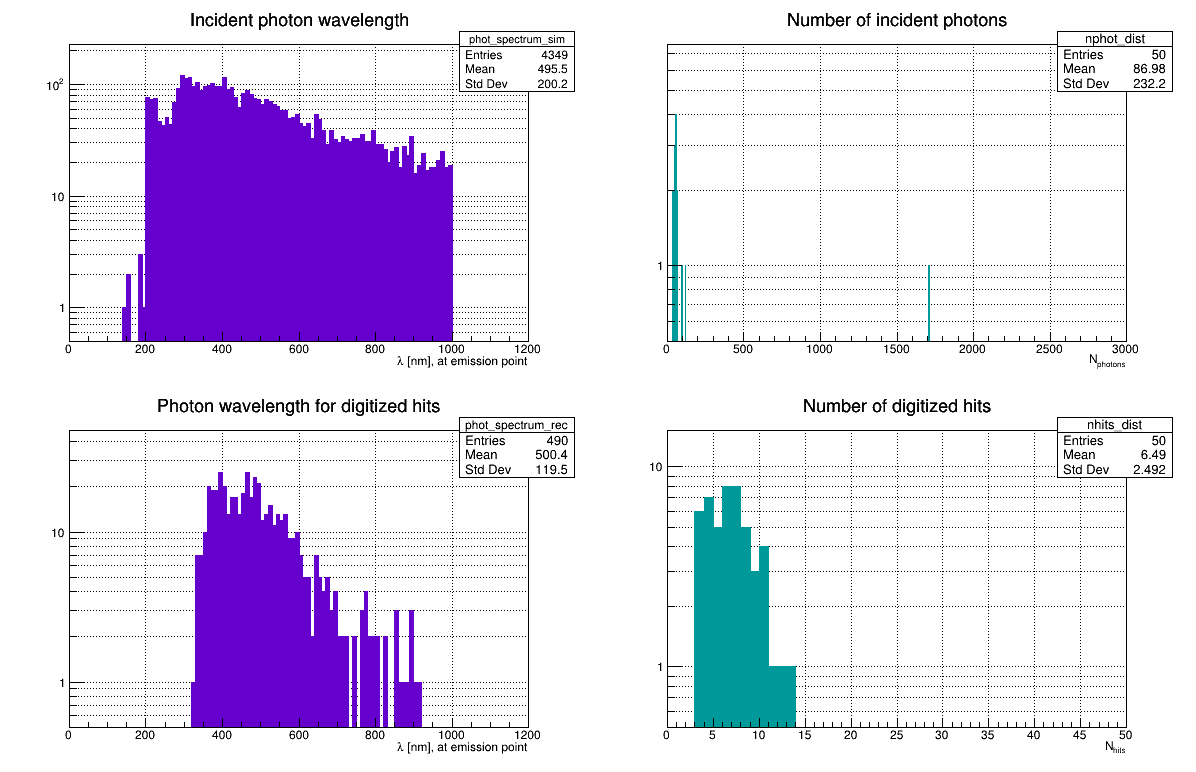 Incident photon wavelength
phot_spectrum_sim
Entries 4349
Mean 495.5
Std Dev 200.2
10²
10
1
0 200 400 600 800 1000 1200
λ [nm], at emission point
Number of incident photons
nphot_dist
Entries 50
Mean 86.98
Std Dev 232.2
1
0 500 1000 1500 2000 2500 3000
Nphotons
Photon wavelength for digitized hits
phot_spectrum_rec
Entries 490
Mean 500.4
Std Dev 119.5
10
1
0 200 400 600 800 1000 1200
λ [nm], at emission point
Number of digitized hits
nhits_dist
Entries 50
Mean 6.49
Std Dev 2.492
10
1
0 5 10 15 20 25 30 35 40 45 50
Nhits